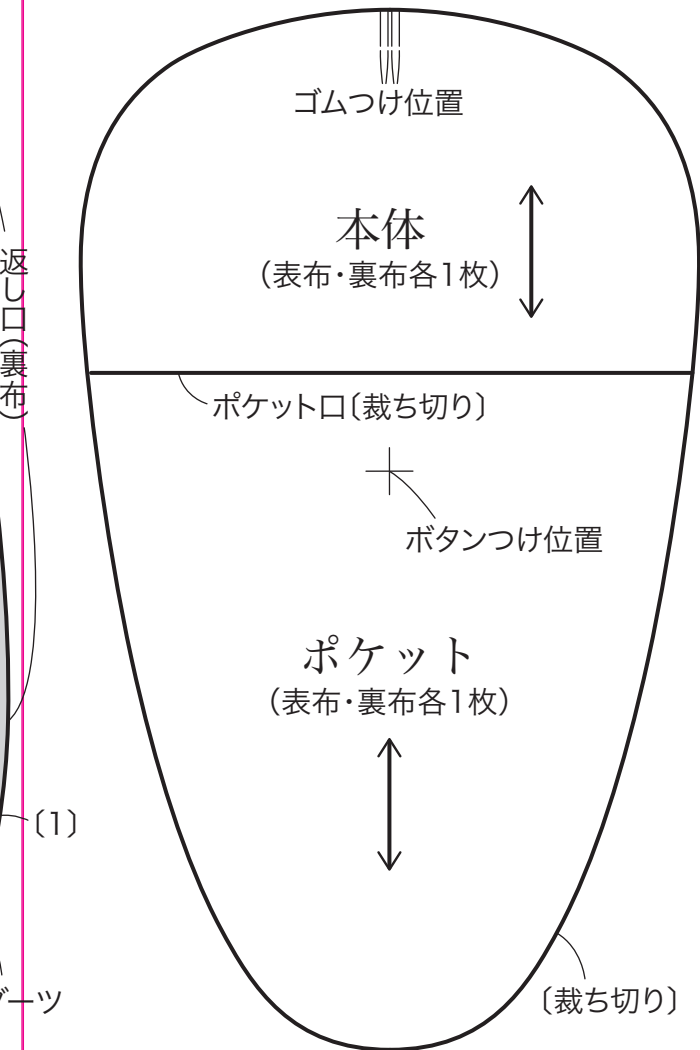 ゴムつけ位置
本体
（表布・裏布各1枚）
返し口（裏布）
ポケット口〔裁ち切り〕
ボタンつけ位置
ポケット
（表布・裏布各1枚）
〔1〕
〔裁ち切り〕